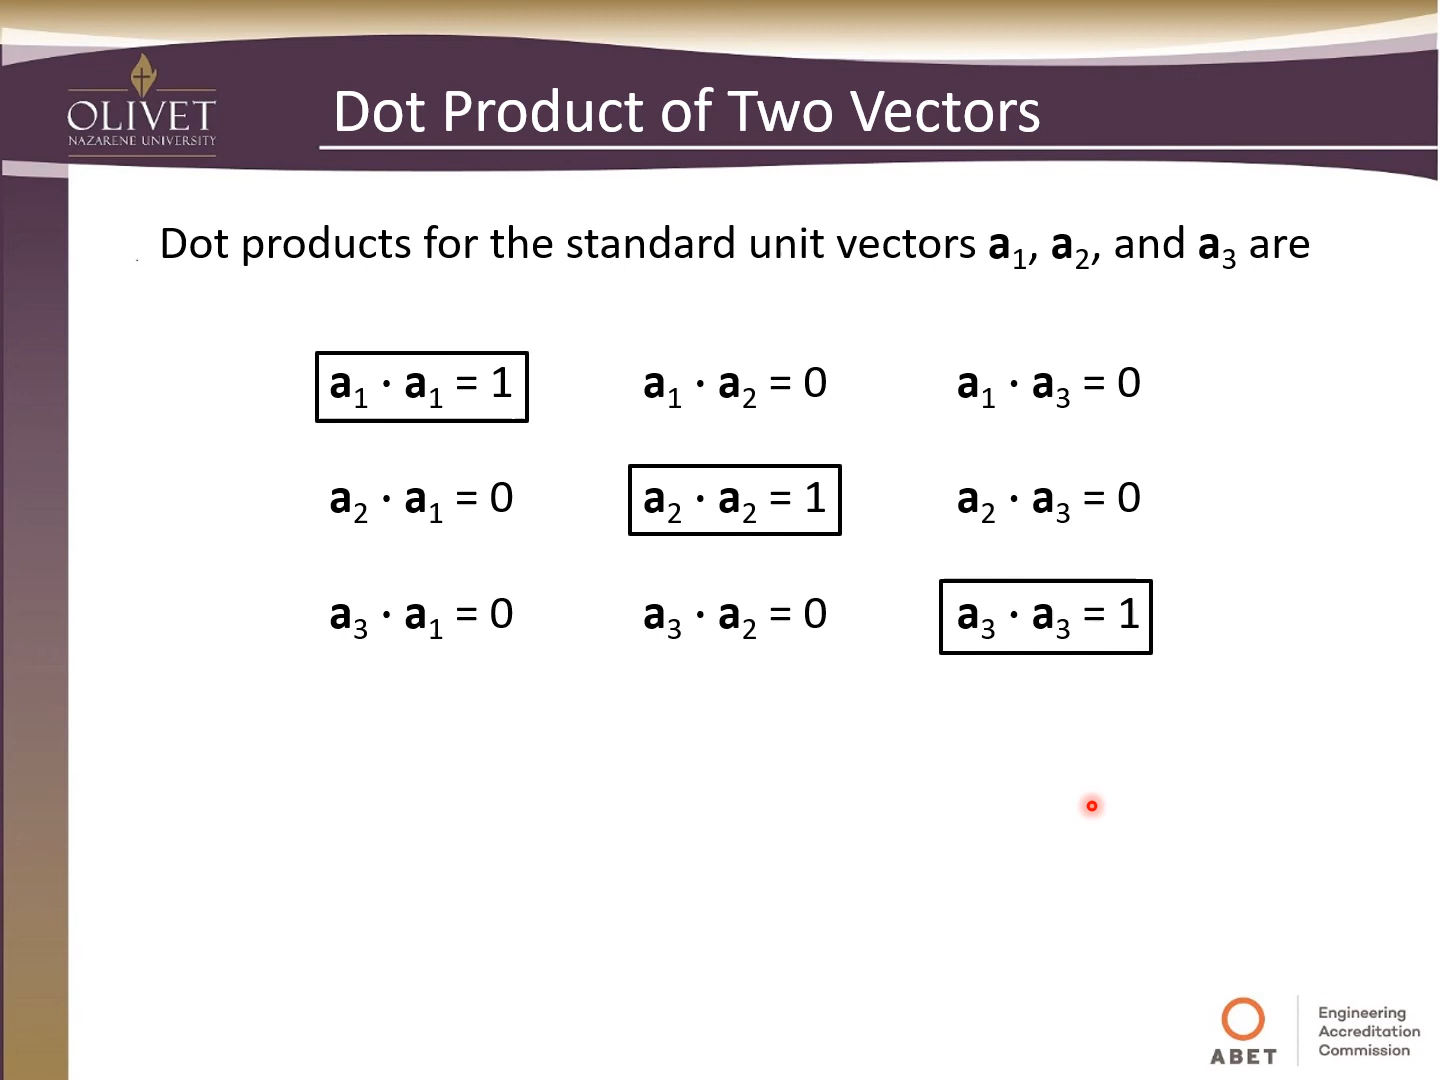 OLIVET
NAZARENE UNIVERSITY
Dot Product of Two Vectors
Dot products for the standard unit vectors a₁, a₂, and a₃ are
a₁ · a₁ = 1 a₁ · a₂ = 0 a₁ · a₃ = 0
a₂ · a₁ = 0 a₂ · a₂ = 1 a₂ · a₃ = 0
a₃ · a₁ = 0 a₃ · a₂ = 0 a₃ · a₃ = 1
ABET
Engineering
Accreditation
Commission